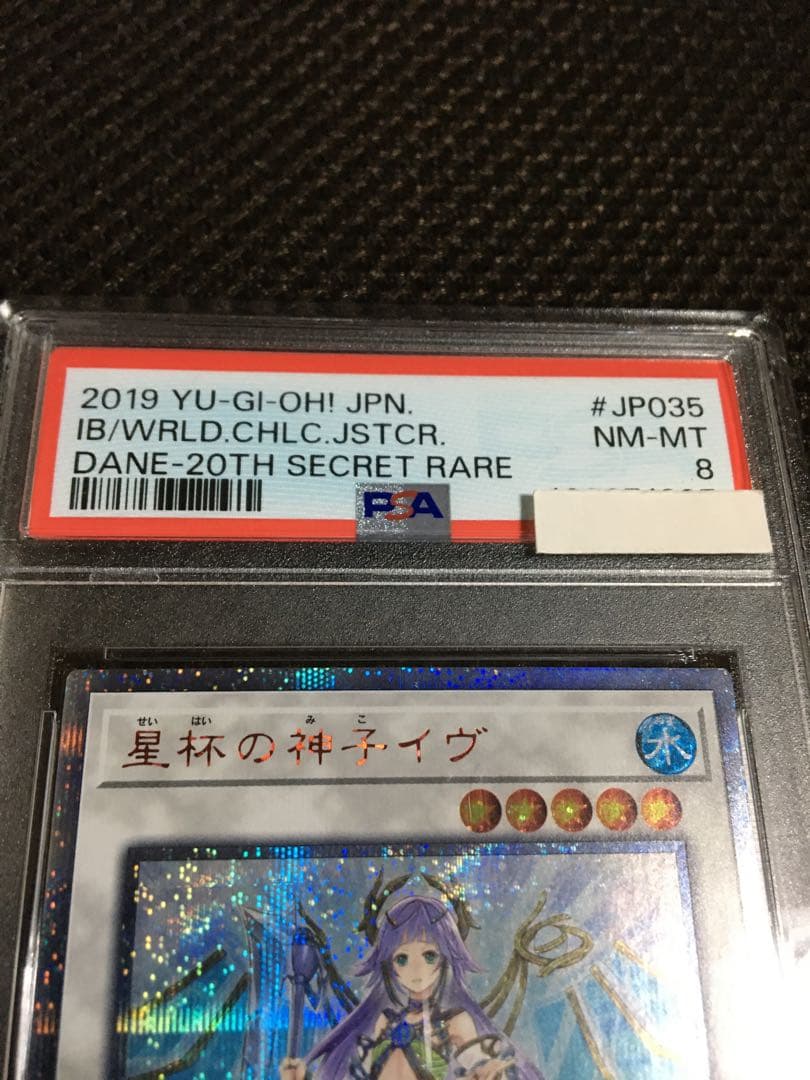 2019 YU-GI-OH! JPN. #JP035
IB/WRLD.CHLC.JSTCR. NM-MT
DANE-20TH SECRET RARE 8
PSA
せい はい み こ
星杯の神子イヴ
水